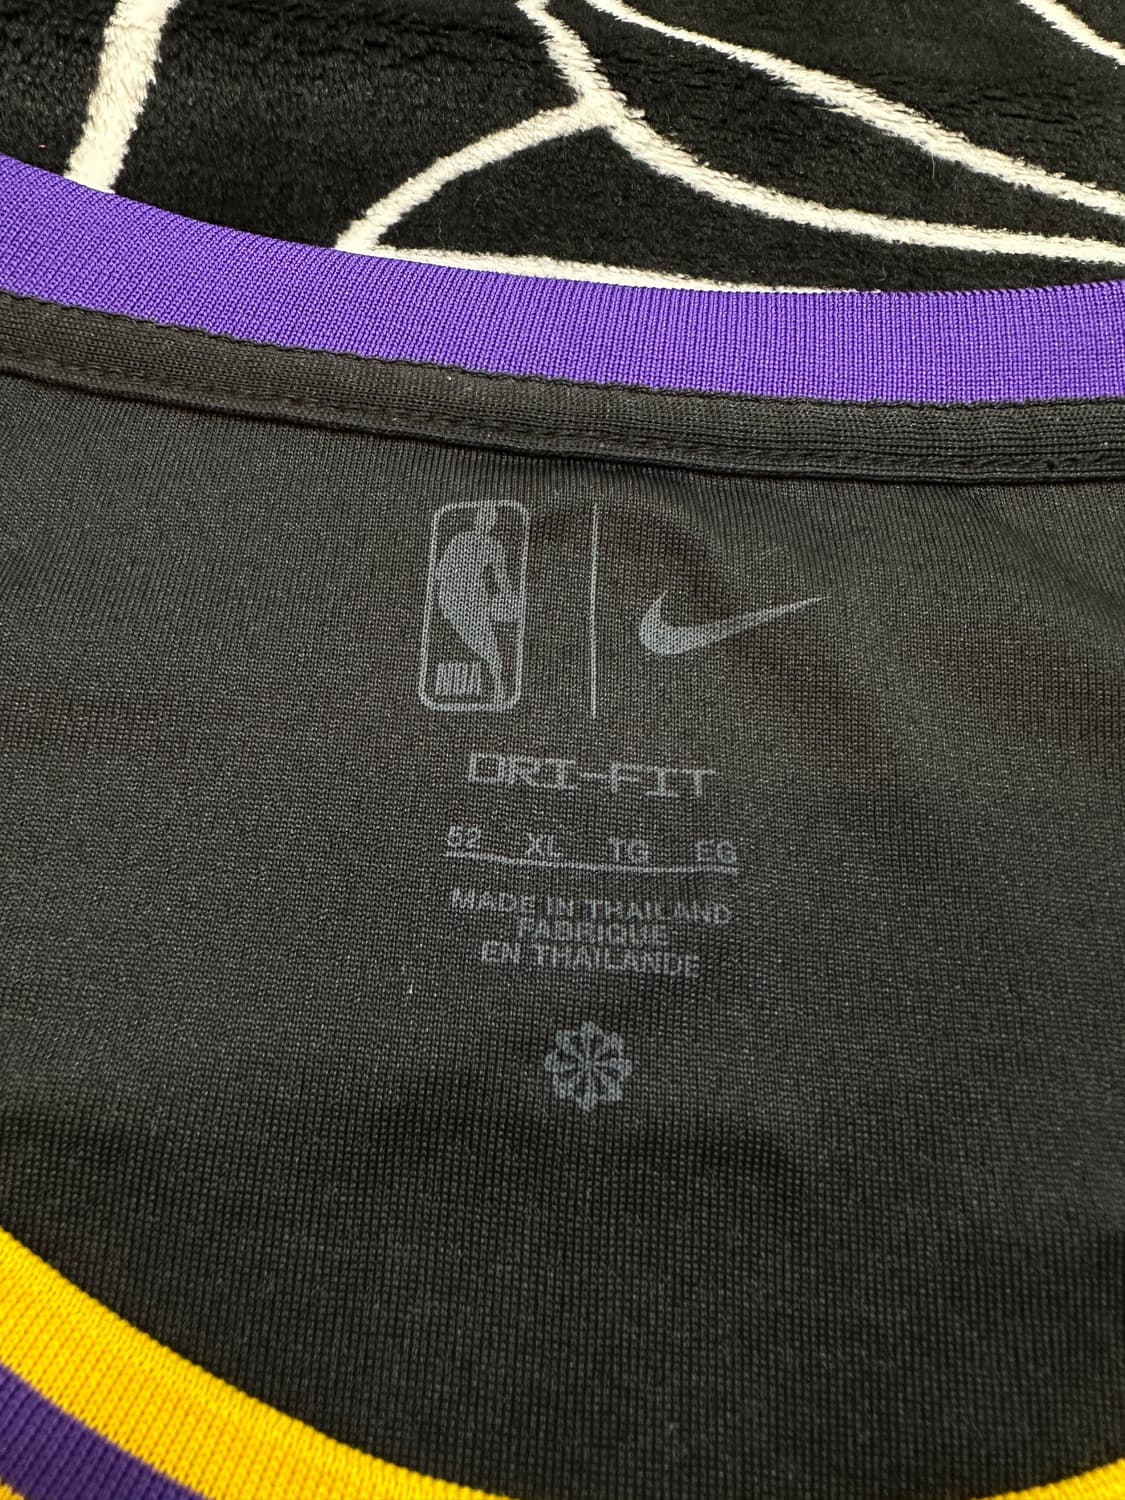 NBA
DRI-FIT
52 XL TG EG
MADE IN THAILAND
FABRIQUE
EN THAILANDE